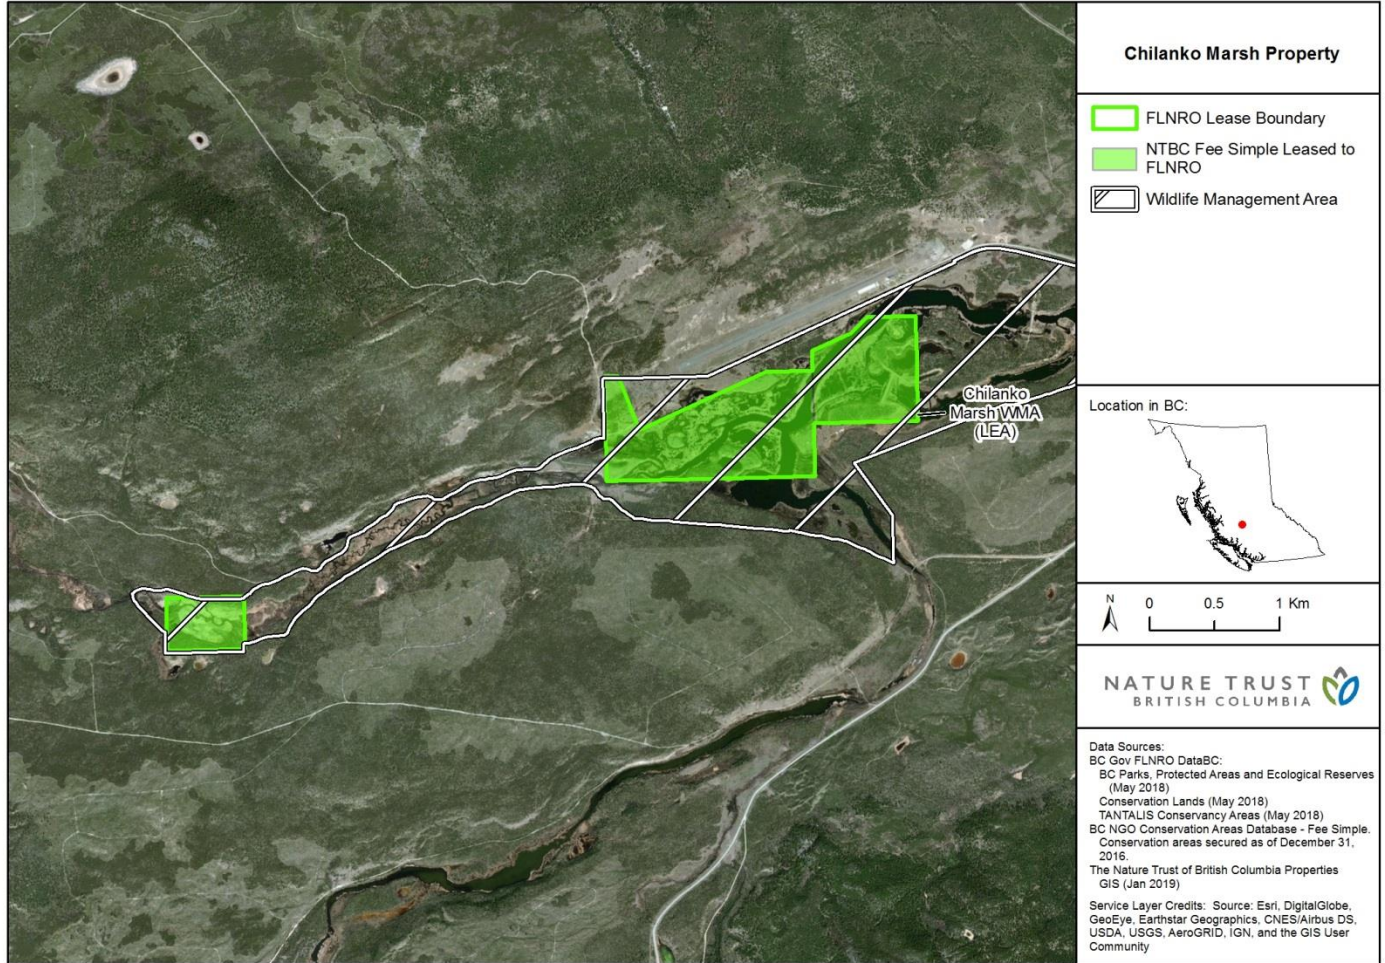 Chilanko Marsh Property
FLNRO Lease Boundary
NTBC Fee Simple Leased to
FLNRO
Wildlife Management Area
Chilanko
Marsh WMA
(LEA)
Location in BC:
N
0 0.5 1 Km
NATURE TRUST
BRITISH COLUMBIA
Data Sources:
BC Gov FLNRO DataBC:
BC Parks, Protected Areas and Ecological Reserves
(May 2018)
Conservation Lands (May 2018)
TANTALIS Conservancy Areas (May 2018)
BC NGO Conservation Areas Database - Fee Simple.
Conservation areas secured as of December 31,
2016.
The Nature Trust of British Columbia Properties
GIS (Jan 2019)
Service Layer Credits: Source: Esri, DigitalGlobe,
GeoEye, Earthstar Geographics, CNES/Airbus DS,
USDA, USGS, AeroGRID, IGN, and the GIS User
Community